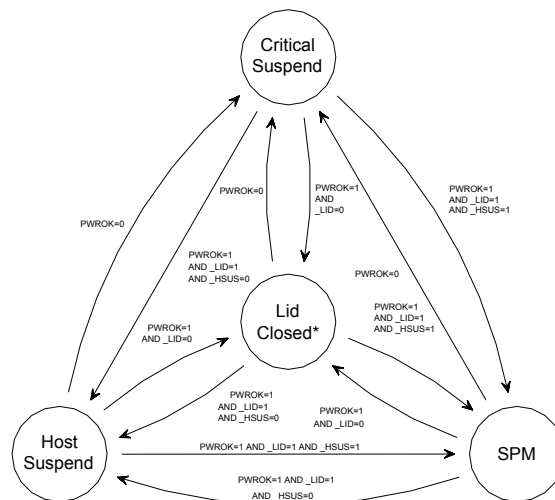 Critical
Suspend
PWROK=0
PWROK=1
AND
_LID=0
PWROK=1
AND _LID=1
AND _HSUS=1
PWROK=0
PWROK=1
AND _LID=1
AND _HSUS=0
PWROK=0
Lid
Closed*
PWROK=1
AND _LID=1
AND _HSUS=1
PWROK=1
AND _LID=0
PWROK=1
AND _LID=1
AND _HSUS=0
PWROK=1
AND _LID=0
Host
Suspend
PWROK=1 AND _LID=1 AND _HSUS=1
SPM
PWROK=1 AND _LID=1
AND _HSUS=0